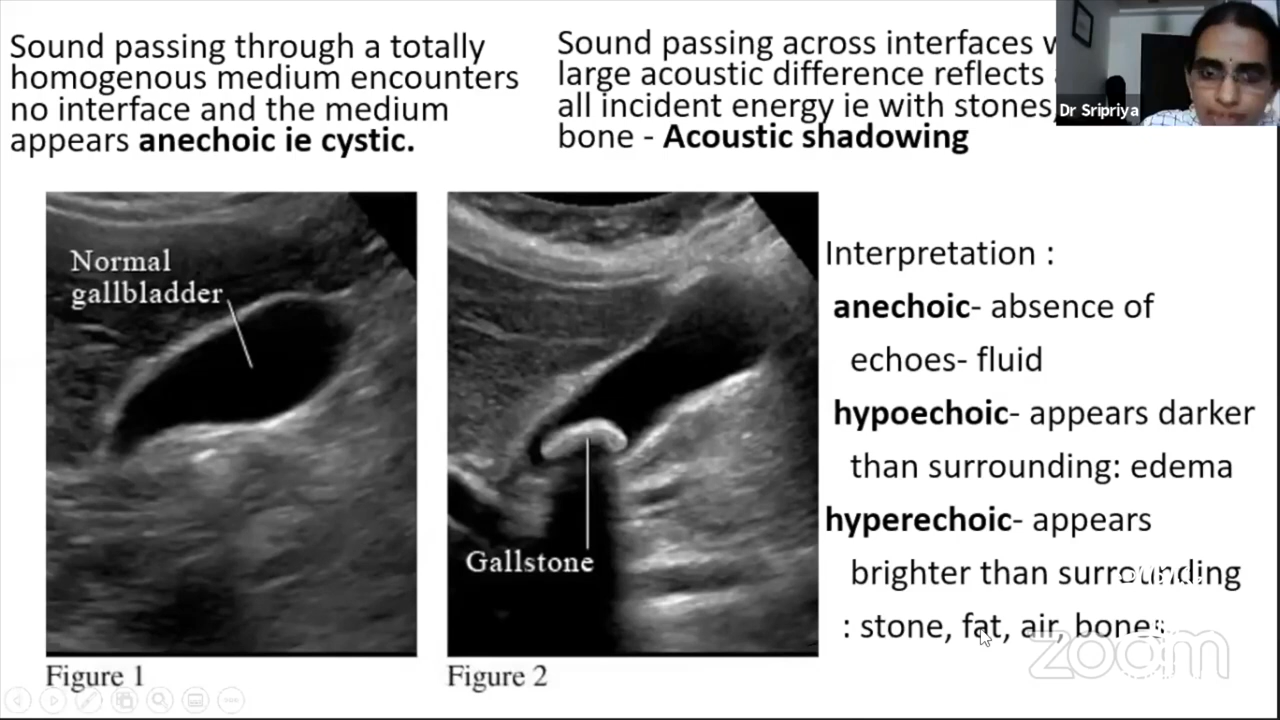 Sound passing through a totally
homogenous medium encounters
no interface and the medium
appears anechoic ie cystic.
Sound passing across interfaces
large acoustic difference reflects
all incident energy ie with stones,
bone - Acoustic shadowing
Dr Sripriya
Normal
gallbladder
Gallstone
Figure 1
Figure 2
Interpretation :
anechoic- absence of
echoes- fluid
hypoechoic- appears darker
than surrounding: edema
hyperechoic- appears
brighter than surrounding
: stone, fat, air, bones
zoom